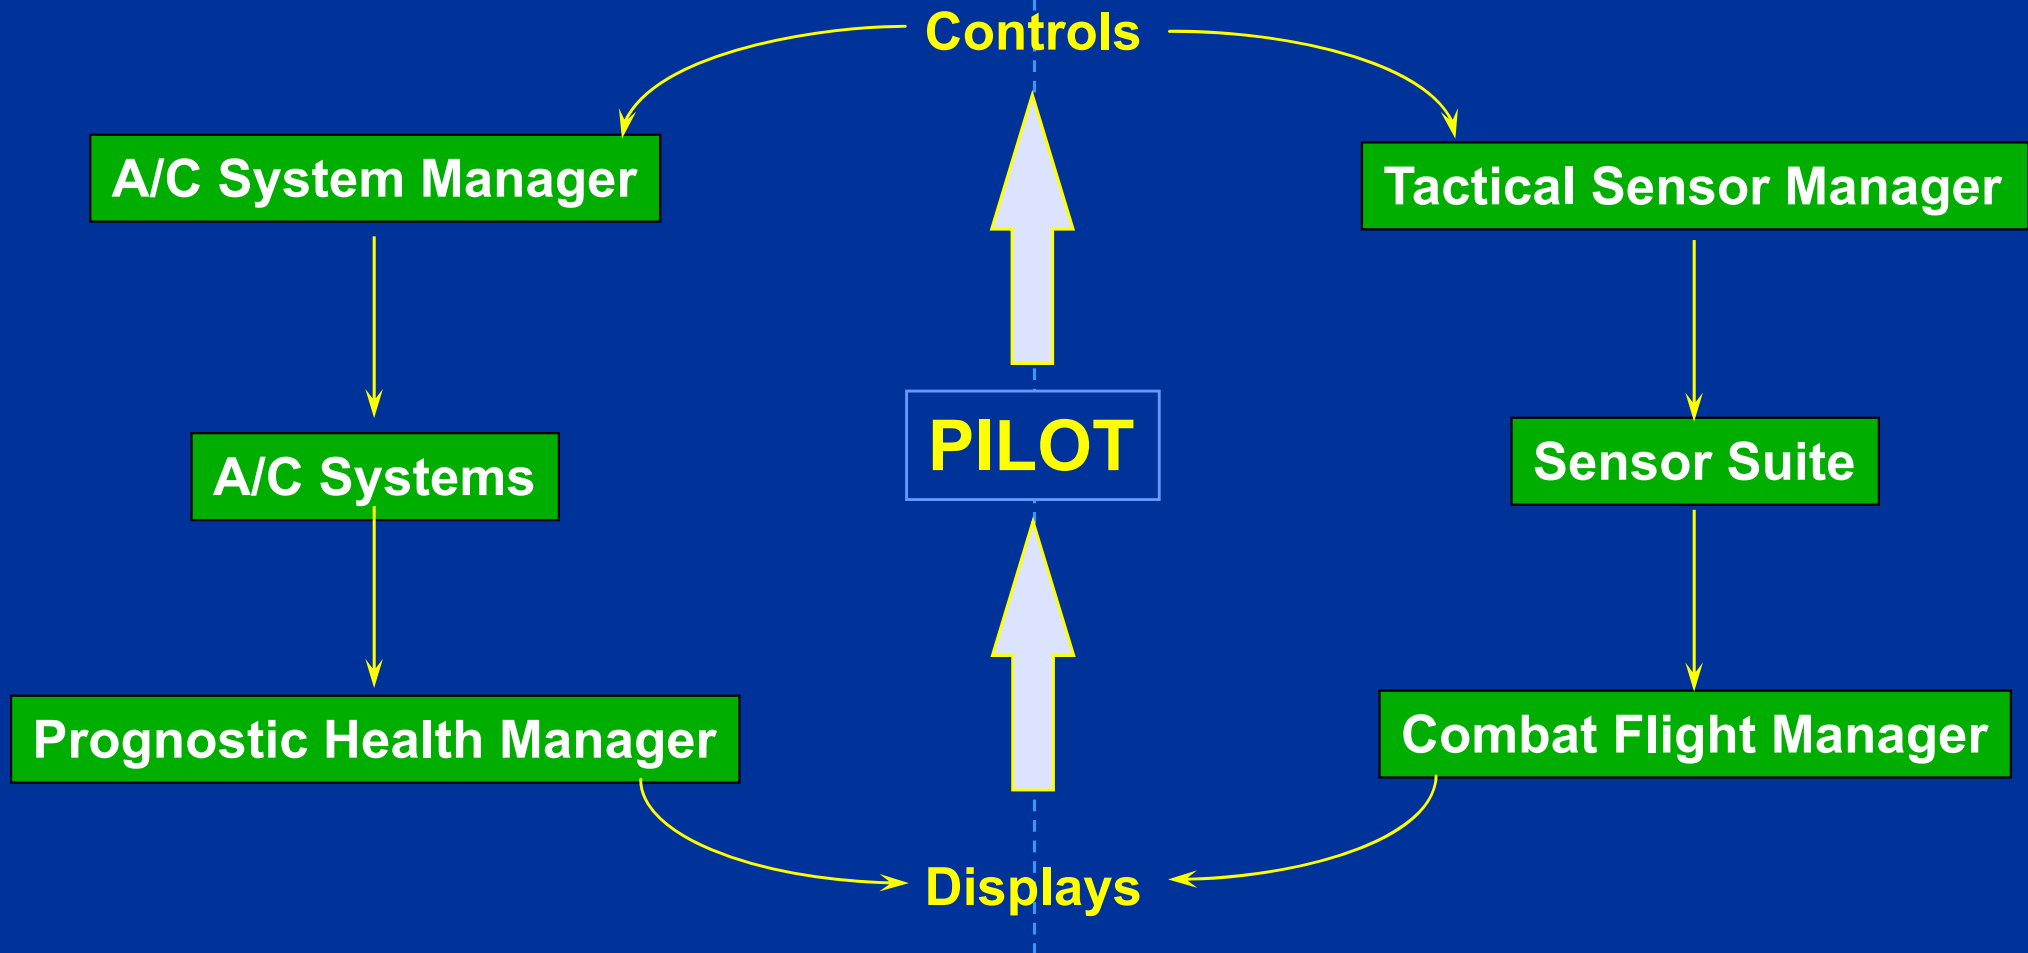 Controls
A/C System Manager
Tactical Sensor Manager
PILOT
A/C Systems
Sensor Suite
Prognostic Health Manager
Combat Flight Manager
Displays